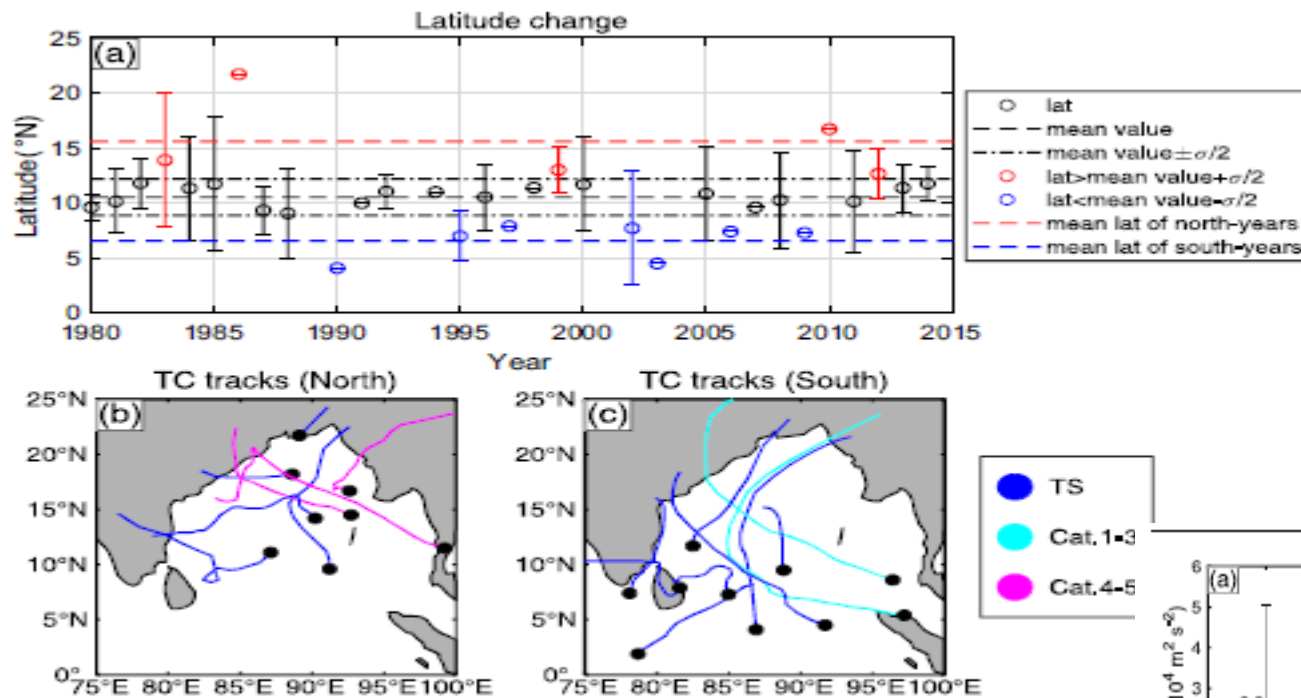 Latitude change
(a)
25
20
15
10
5
0
Latitude(°N)
1980 1985 1990 1995 2000 2005 2010 2015
Year
lat
mean value
mean value±σ/2
lat>mean value+σ/2
lat<mean value-σ/2
mean lat of north-years
mean lat of south-years
TC tracks (North)
(b)
25°N
20°N
15°N
10°N
5°N
0°
75°E 80°E 85°E 90°E 95°E 100°E
TC tracks (South)
(c)
25°N
20°N
15°N
10°N
5°N
0°
75°E 80°E 85°E 90°E 95°E 100°E
TS
Cat.1-3
Cat.4-5
(a)
6
5
4
3
10⁴ m² s⁻²)